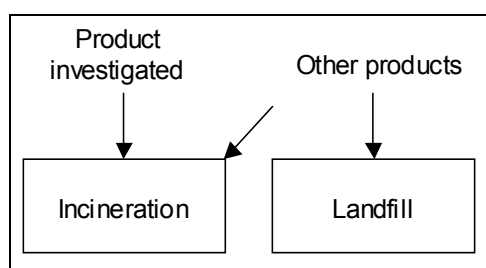 Product
investigated
Other products
Incineration
Landfill